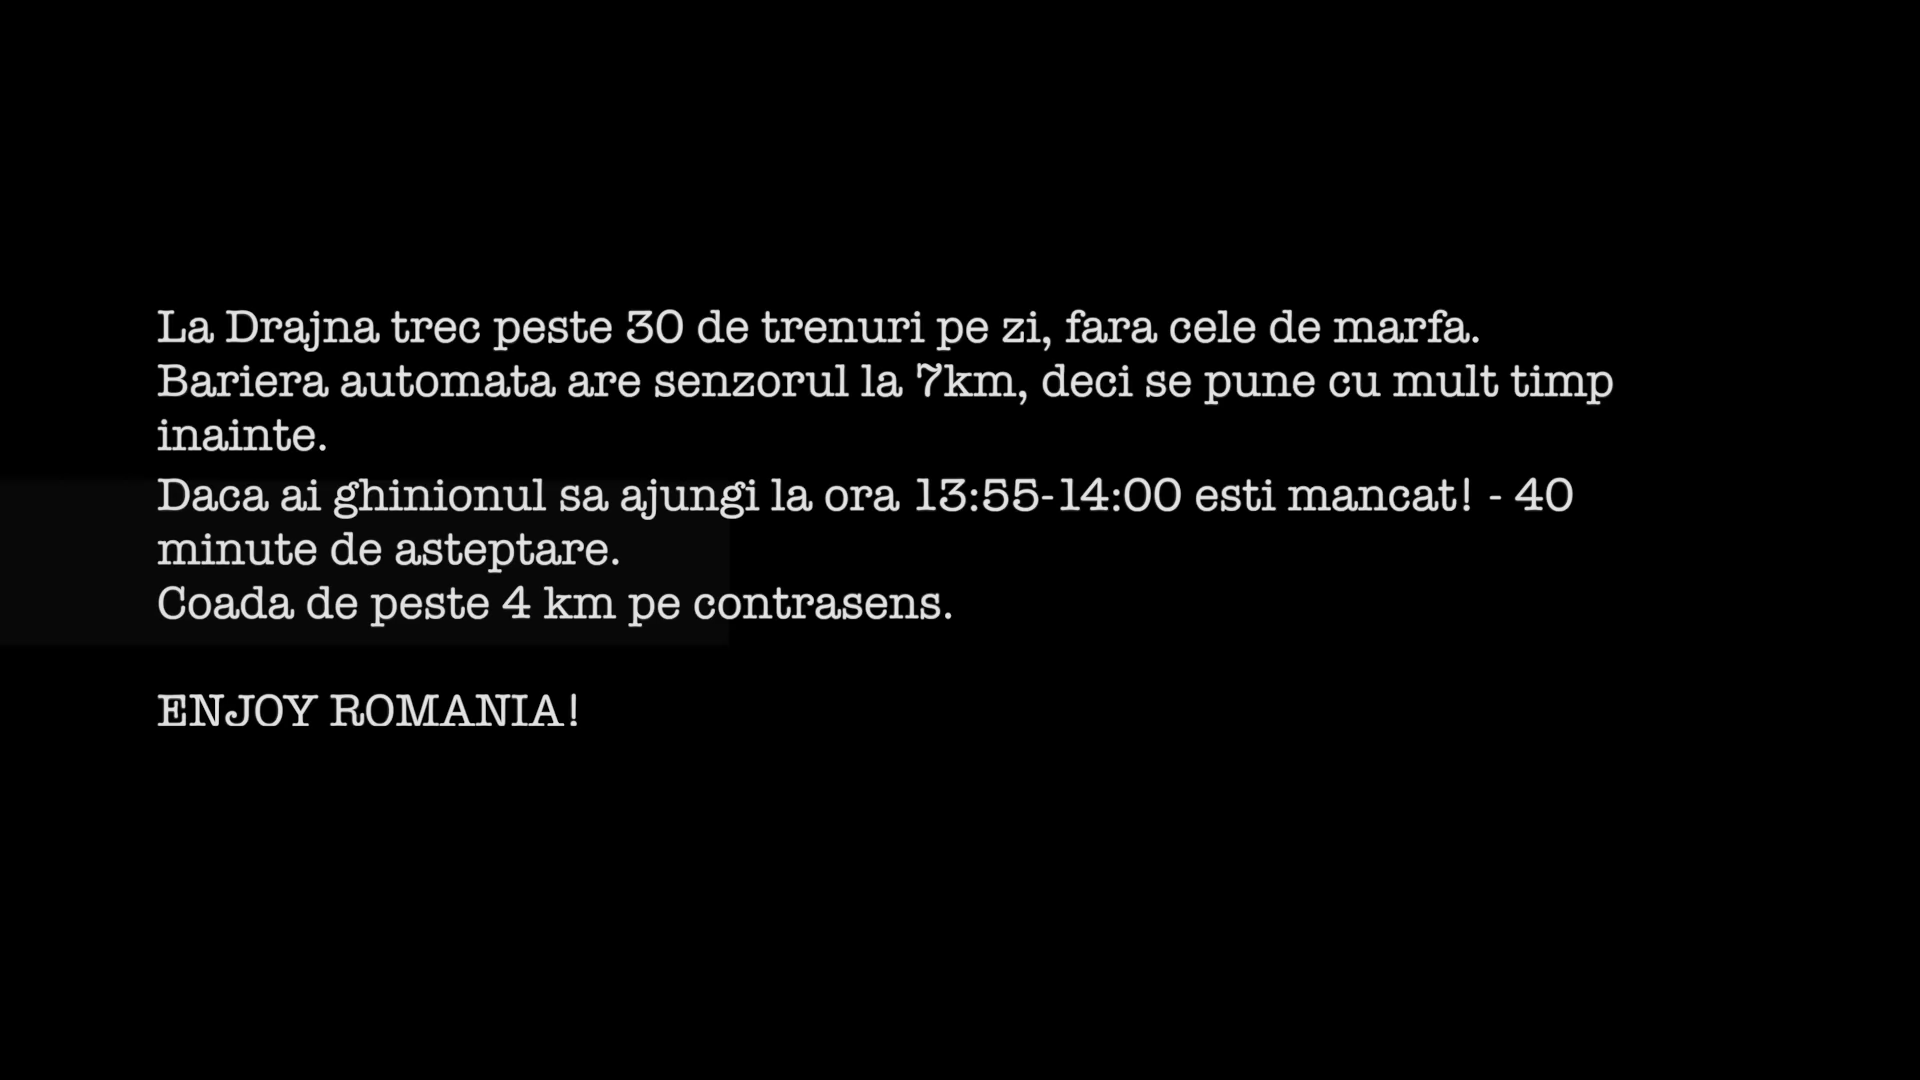 La Drajna trec peste 30 de trenuri pe zi, fara cele de marfa.
Bariera automata are senzorul la 7km, deci se pune cu mult timp
inainte.
Daca ai ghinionul sa ajungi la ora 13:55-14:00 esti mancat! - 40
minute de asteptare.
Coada de peste 4 km pe contrasens.
ENJOY ROMANIA!